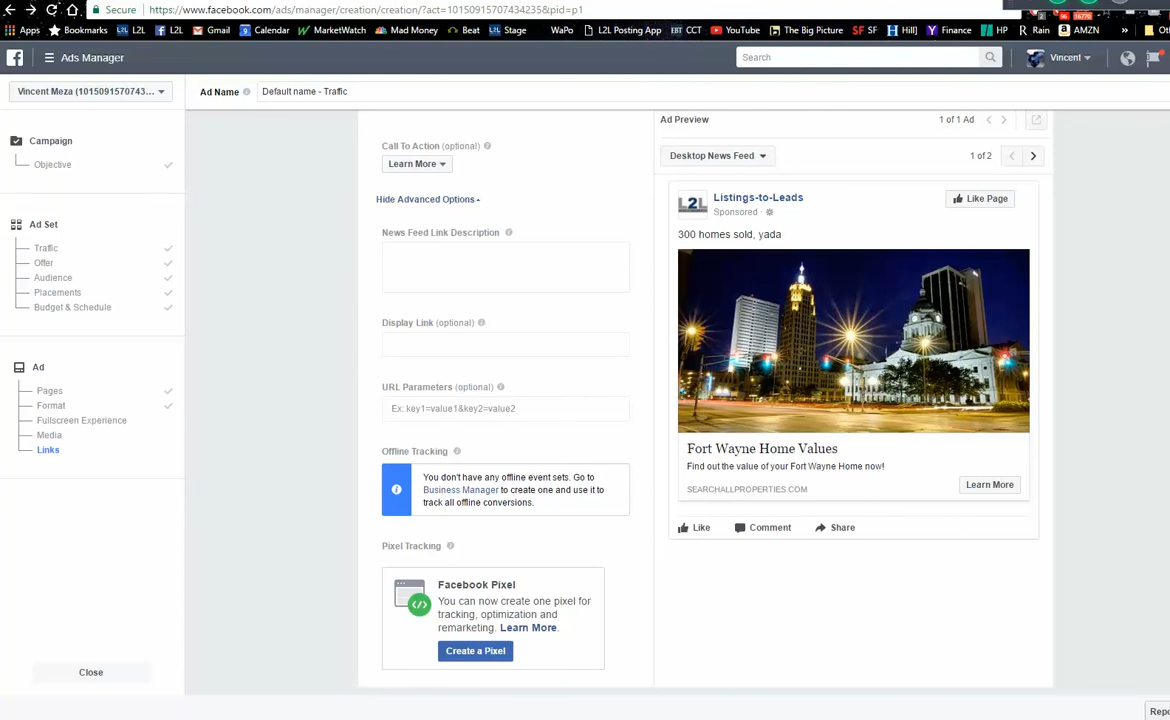 Secure https://www.facebook.com/ads/manager/creation/creation/?act=10150915707434235&pid=p1
Apps Bookmarks L2L L2L Gmail Calendar MarketWatch Mad Money Beat Stage WaPo L2L Posting App CCT YouTube The Big Picture SF Hill] Finance HP Rain AMZN »
Ads Manager Search Vincent
Vincent Meza (1015091570743... Ad Name Default name - Traffic
Campaign
Objective
Ad Set
Traffic
Offer
Audience
Placements
Budget & Schedule
Ad
Pages
Format
Fullscreen Experience
Media
Links
Close
Call To Action (optional)
Learn More
Hide Advanced Options
News Feed Link Description
Display Link (optional)
URL Parameters (optional)
Ex: key1=value1&key2=value2
Offline Tracking
You don't have any offline event sets. Go to
Business Manager to create one and use it to
track all offline conversions.
Pixel Tracking
Facebook Pixel
You can now create one pixel for
tracking, optimization and
remarketing. Learn More.
Create a Pixel
Ad Preview 1 of 1 Ad
Desktop News Feed 1 of 2
L2L Listings-to-Leads Like Page
Sponsored
300 homes sold, yada
Fort Wayne Home Values
Find out the value of your Fort Wayne Home now!
SEARCHALLPROPERTIES.COM Learn More
Like Comment Share